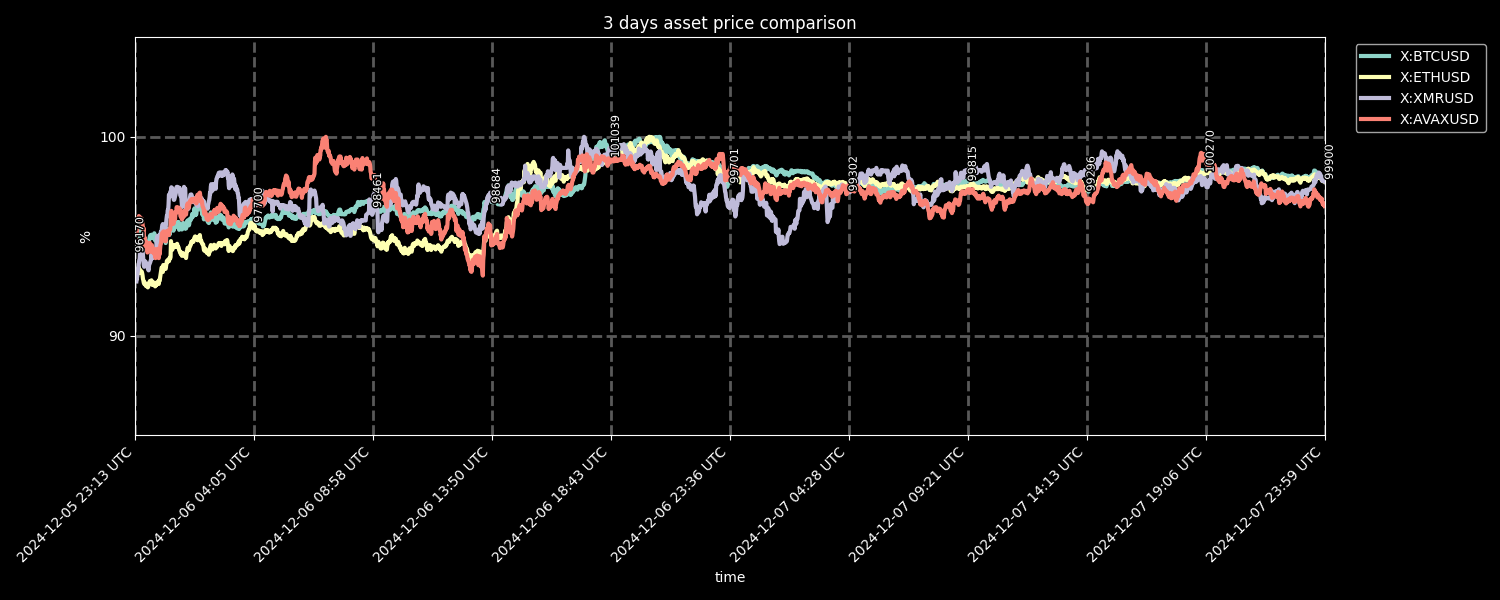 3 days asset price comparison
X:BTCUSD
X:ETHUSD
X:XMRUSD
X:AVAXUSD
100
90
%
96170
97700
98461
98684
101039
99701
99302
99815
99296
100270
99900
2024-12-05 23:13 UTC
2024-12-06 04:05 UTC
2024-12-06 08:58 UTC
2024-12-06 13:50 UTC
2024-12-06 18:43 UTC
2024-12-06 23:36 UTC
2024-12-07 04:28 UTC
2024-12-07 09:21 UTC
2024-12-07 14:13 UTC
2024-12-07 19:06 UTC
2024-12-07 23:59 UTC
time